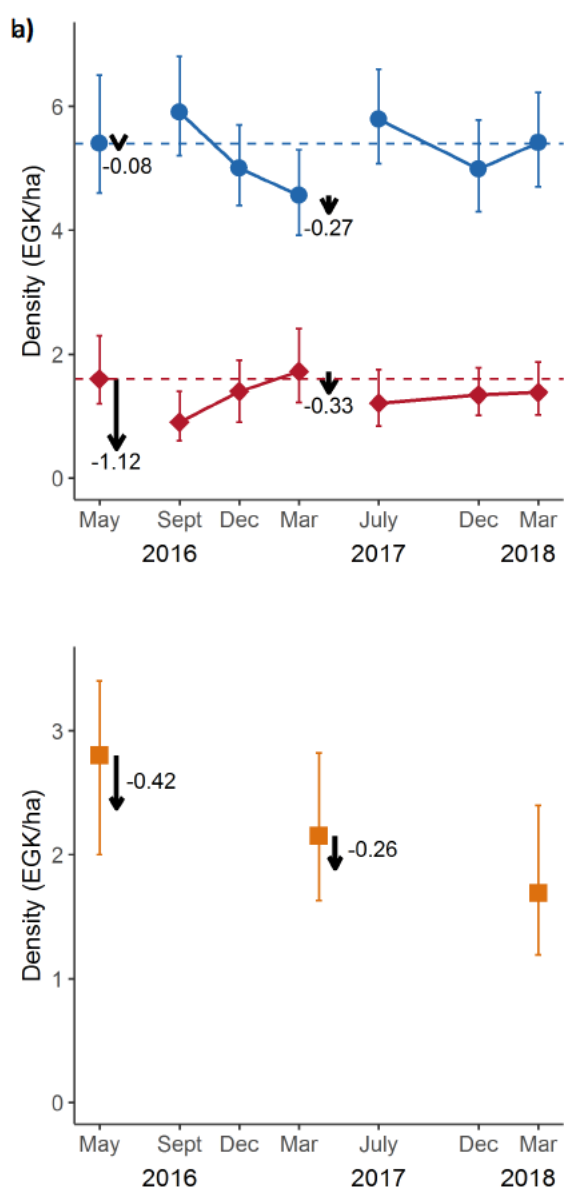 a)
Density (EGK/ha)
6
4
2
0
-0.08
-0.27
-0.33
-1.12
May Sept Dec Mar July Dec Mar
2016 2017 2018
Density (EGK/ha)
3
2
1
0
-0.42
-0.26
May Sept Dec Mar July Dec Mar
2016 2017 2018